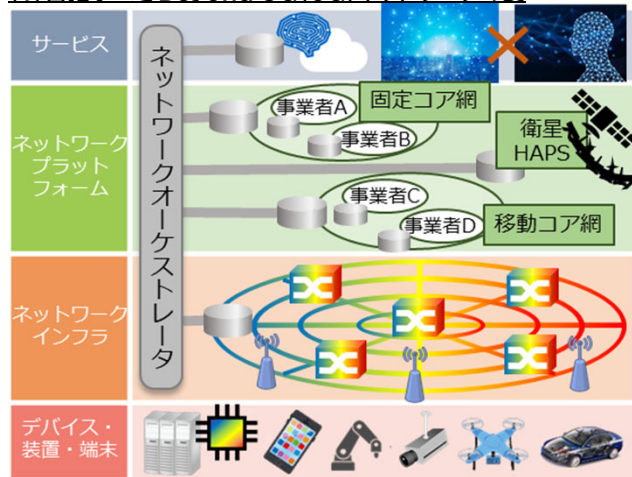 サービス
ネットワークオーケストレータ
ネットワーク
プラット
フォーム
事業者A
固定コア網
事業者B
衛星
HAPS
事業者C
事業者D
移動コア網
ネットワーク
インフラ
デバイス・
装置・端末